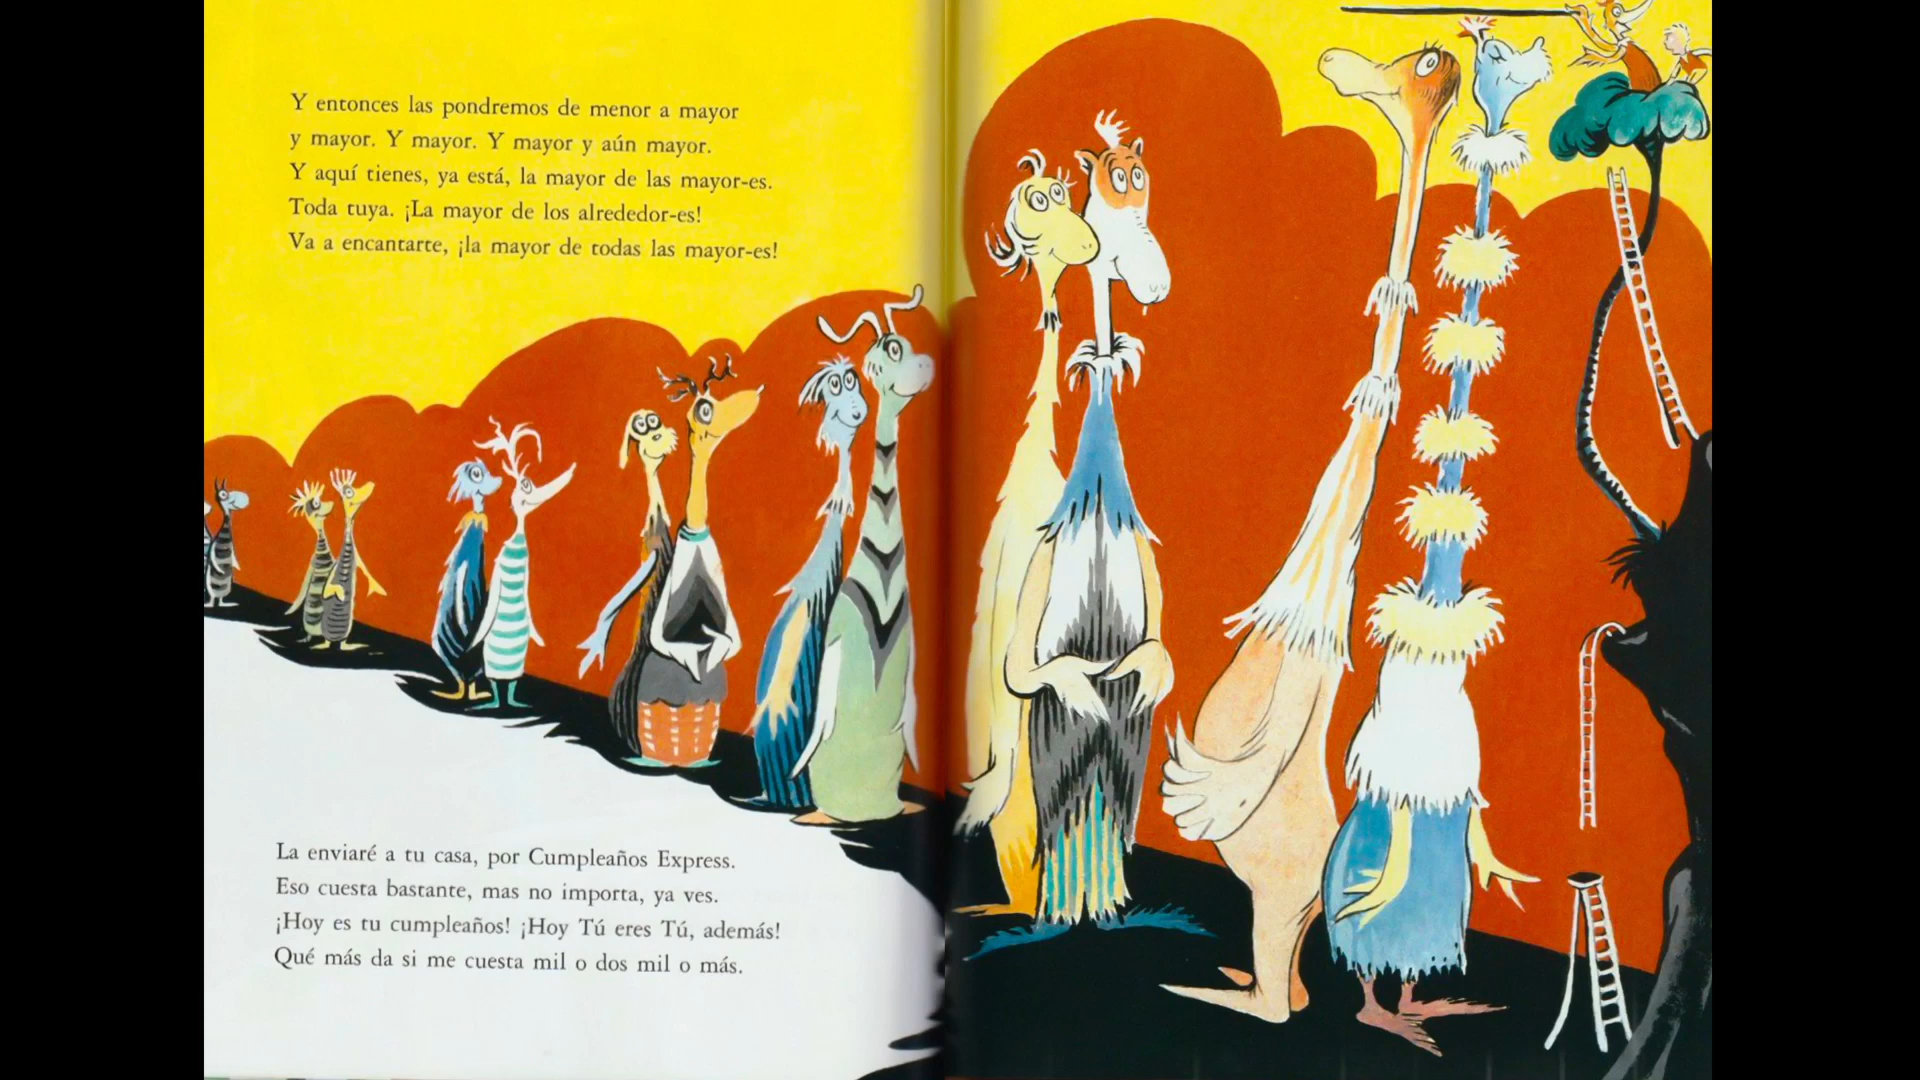 Y entonces las pondremos de menor a mayor
y mayor. Y mayor. Y mayor y aún mayor.
Y aquí tienes, ya está, la mayor de las mayor-es.
Toda tuya. ¡La mayor de los alrededor-es!
Va a encantarte, ¡la mayor de todas las mayor-es!
La enviaré a tu casa, por Cumpleaños Express.
Eso cuesta bastante, mas no importa, ya ves.
¡Hoy es tu cumpleaños! ¡Hoy Tú eres Tú, además!
Qué más da si me cuesta mil o dos mil o más.